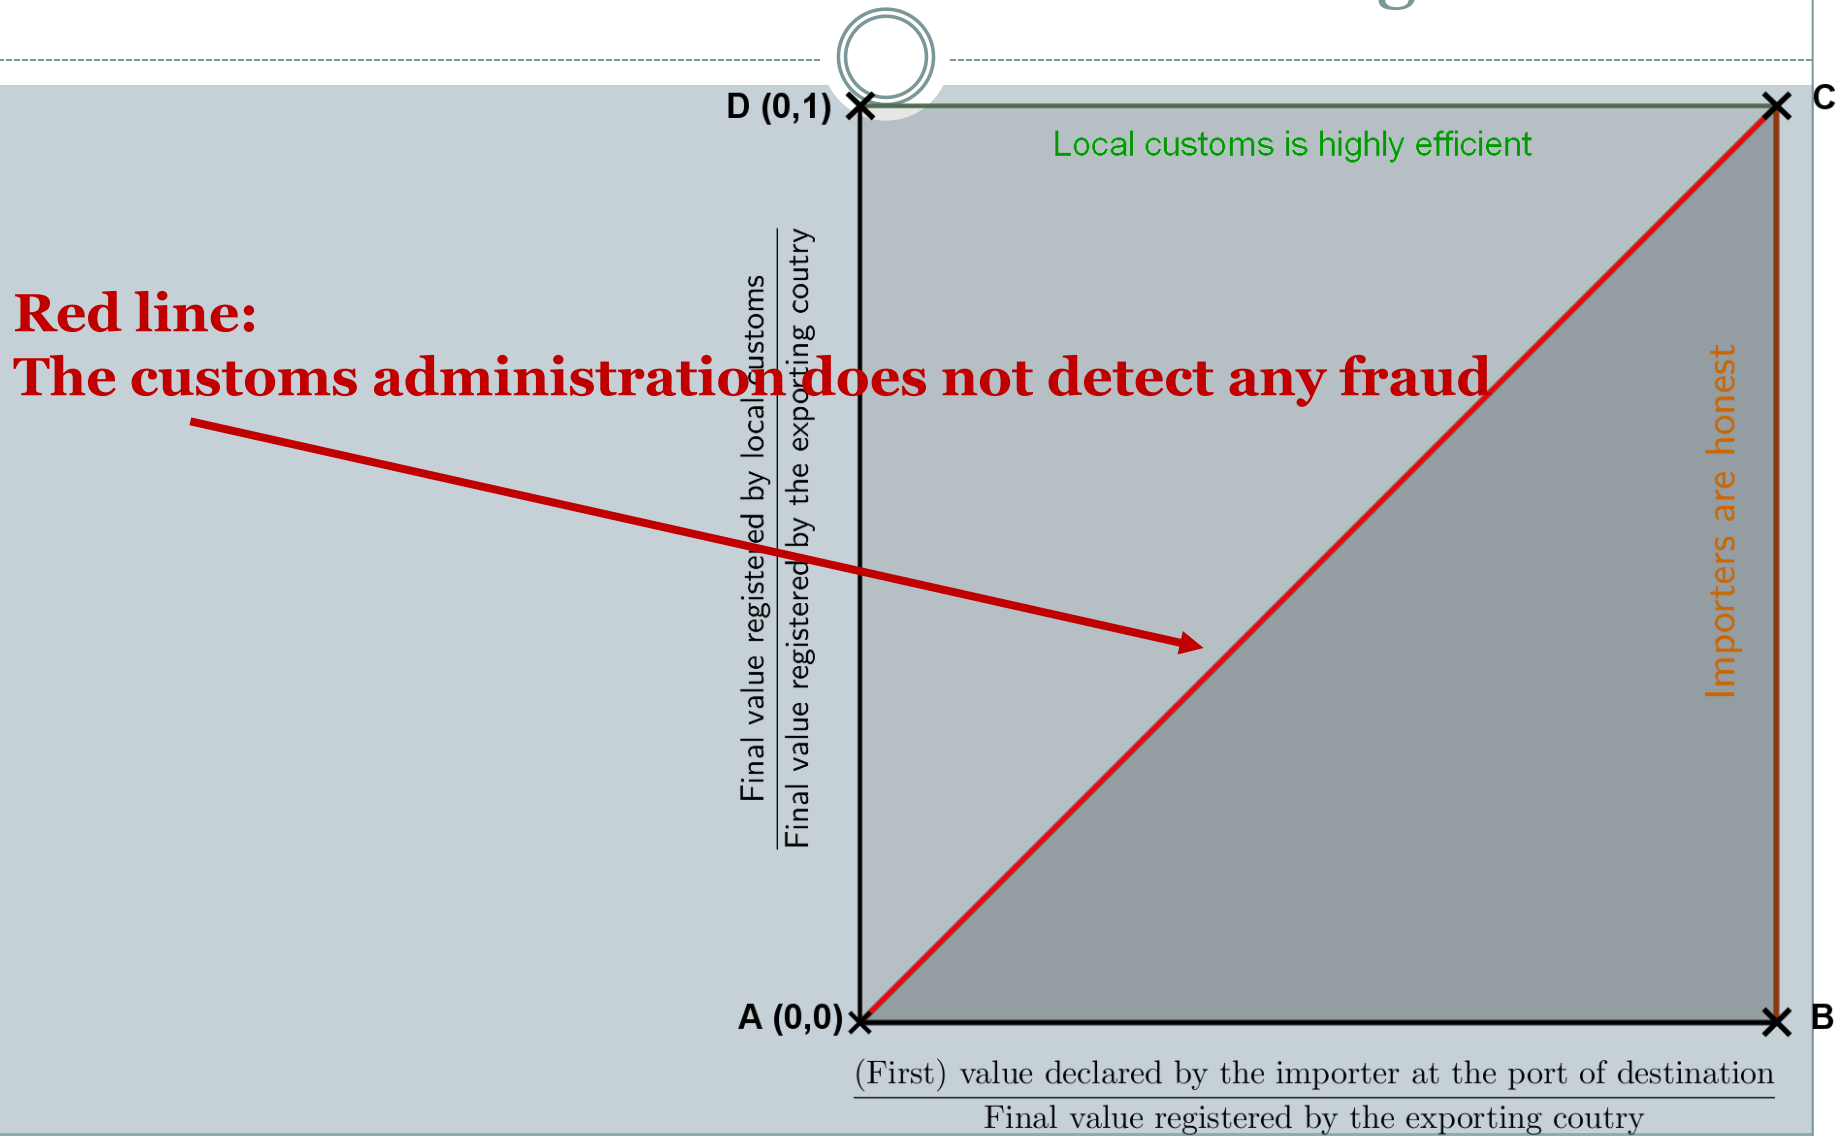 D (0,1)
C
Local customs is highly efficient
Red line:
The customs administration does not detect any fraud
Final value registered by local customs
Final value registered by the exporting coutry
Importers are honest
A (0,0)
B
(First) value declared by the importer at the port of destination
Final value registered by the exporting coutry